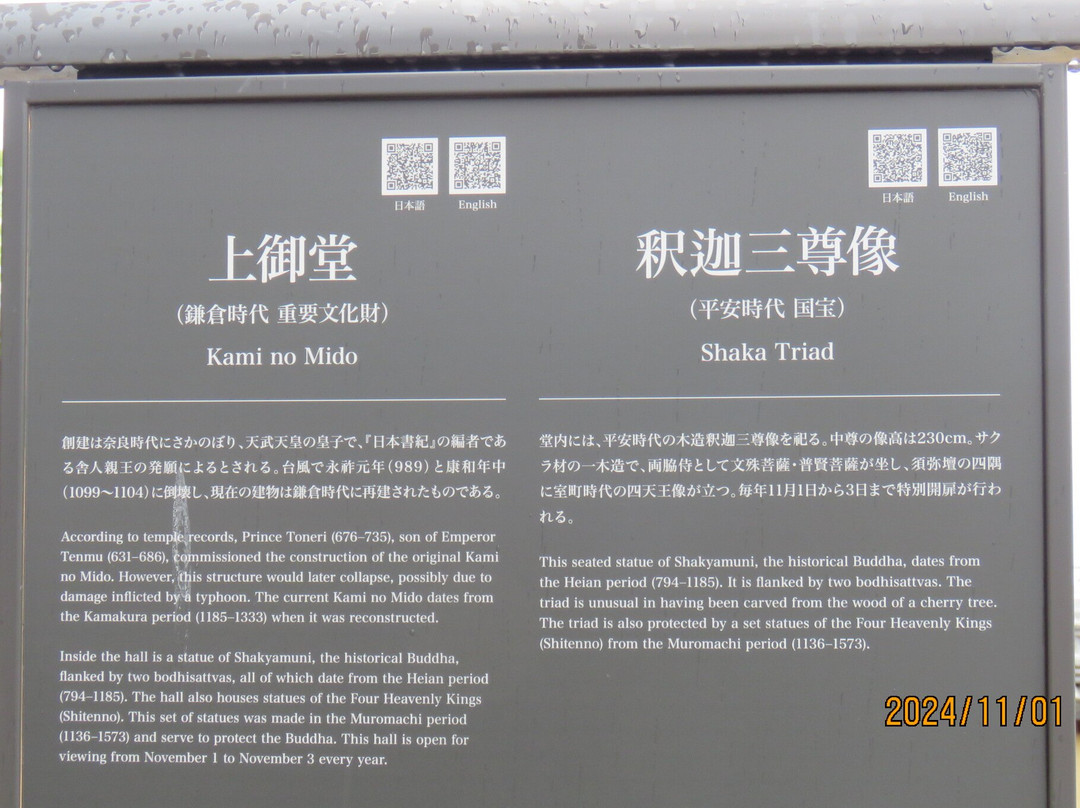 日本語
English
上御堂
（鎌倉時代 重要文化財）
Kami no Mido
創建は奈良時代にさかのぼり、天武天皇の皇子で、『日本書紀』の編者であ
る舎人親王の発願によるとされる。台風で永祚元年（989）と康和年中
（1099〜1104）に倒壊し、現在の建物は鎌倉時代に再建されたものである。
According to temple records, Prince Toneri (676–735), son of Emperor
Tenmu (631–686), commissioned the construction of the original Kami
no Mido. However, this structure would later collapse, possibly due to
damage inflicted by a typhoon. The current Kami no Mido dates from
the Kamakura period (1185–1333) when it was reconstructed.
Inside the hall is a statue of Shakyamuni, the historical Buddha,
flanked by two bodhisattvas, all of which date from the Heian period
(794–1185). The hall also houses statues of the Four Heavenly Kings
(Shitenno). This set of statues was made in the Muromachi period
(1136–1573) and serve to protect the Buddha. This hall is open for
viewing from November 1 to November 3 every year.
日本語
English
釈迦三尊像
（平安時代 国宝）
Shaka Triad
堂内には、平安時代の木造釈迦三尊像を祀る。中尊の像高は230cm。サク
ラ材の一木造で、両脇侍として文殊菩薩・普賢菩薩が坐し、須弥壇の四隅
に室町時代の四天王像が立つ。毎年11月1日から3日まで特別開扉が行わ
れる。
This seated statue of Shakyamuni, the historical Buddha, dates from
the Heian period (794–1185). It is flanked by two bodhisattvas. The
triad is unusual in having been carved from the wood of a cherry tree.
The triad is also protected by a set statues of the Four Heavenly Kings
(Shitenno) from the Muromachi period (1136–1573).
2024/11/01